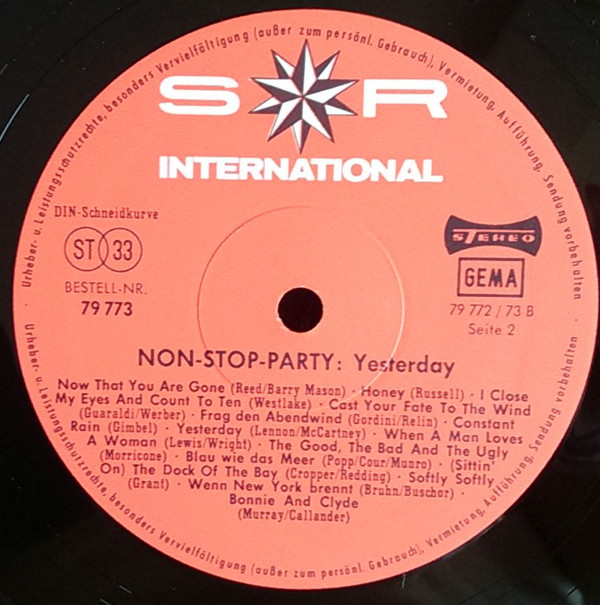 Urheber- u. Leistungsschutzrechte, besonders Vervielfältigung (außer zum persönl. Gebrauch), Vermietung, Aufführung, Sendung vorbehalten
S R
INTERNATIONAL
DIN-Schneidkurve
ST 33
STEREO
GEMA
BESTELL-NR.
79 773
79 772 / 73 B
Seite 2
NON-STOP-PARTY: Yesterday
Now That You Are Gone (Reed/Barry Mason) · Honey (Russell) · I Close
My Eyes And Count To Ten (Westlake) · Cast Your Fate To The Wind
(Guaraldi/Werber) · Frag den Abendwind (Gordini/Relin) · Constant
Rain (Gimbel) · Yesterday (Lennon/McCartney) · When A Man Loves
A Woman (Lewis/Wright) · The Good, The Bad And The Ugly
(Morricone) · Blau wie das Meer (Popp/Cour/Munro) · (Sittin'
On) The Dock Of The Bay (Cropper/Redding) · Softly Softly
(Grant) · Wenn New York brennt (Bruhn/Buschor) ·
Bonnie And Clyde
(Murray/Callander)
Urheber- u. Leistungsschutzrechte, besonders Vervielfältigung (außer zum persönl. Gebrauch), Vermietung, Aufführung, Sendung vorbehalten